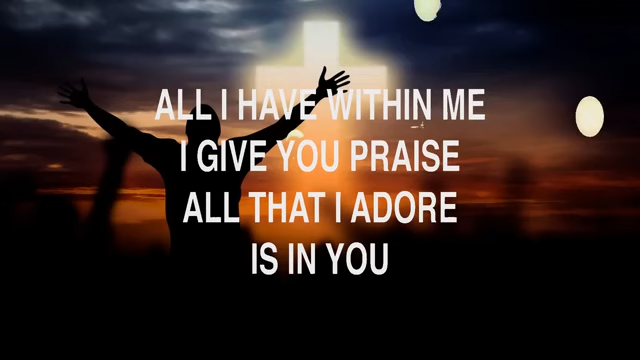 ALL I HAVE WITHIN ME
I GIVE YOU PRAISE
ALL THAT I ADORE
IS IN YOU